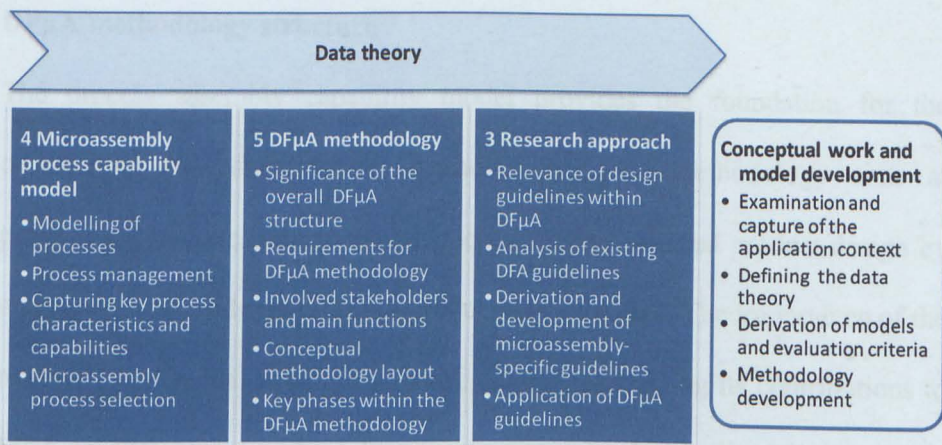 Data theory
4 Microassembly
process capability
model
• Modelling of
processes
• Process management
• Capturing key process
characteristics and
capabilities
• Microassembly
process selection
5 DFµA methodology
• Significance of the
overall DFµA
structure
• Requirements for
DFµA methodology
• Involved stakeholders
and main functions
• Conceptual
methodology layout
• Key phases within the
DFµA methodology
3 Research approach
• Relevance of design
guidelines within
DFµA
• Analysis of existing
DFA guidelines
• Derivation and
development of
microassembly-
specific guidelines
• Application of DFµA
guidelines
Conceptual work and
model development
• Examination and
capture of the
application context
• Defining the data
theory
• Derivation of models
and evaluation criteria
• Methodology
development